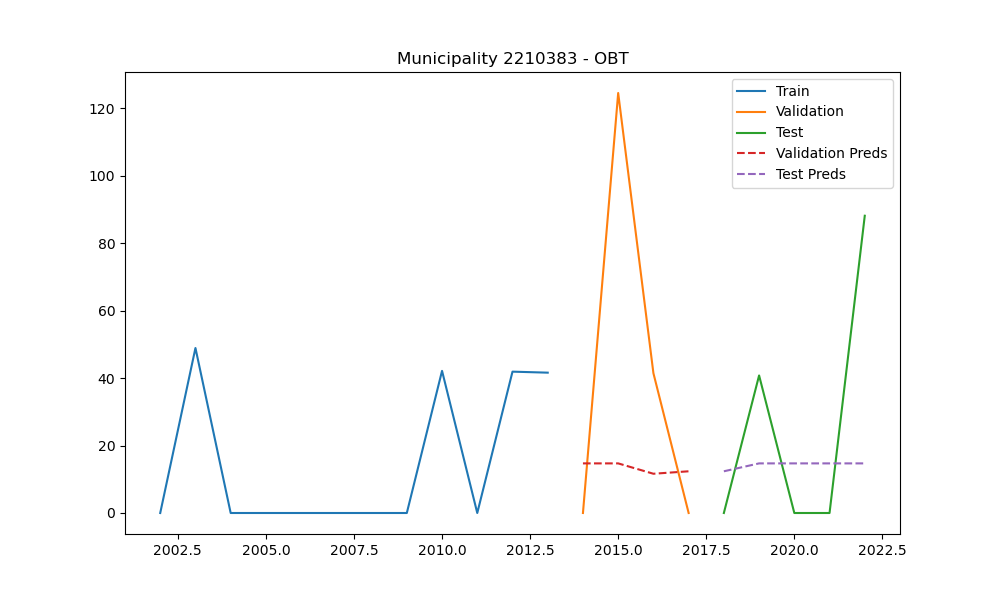 Municipality 2210383 - OBT
Train
Validation
Test
Validation Preds
Test Preds
120
100
80
60
40
20
0
2002.5 2005.0 2007.5 2010.0 2012.5 2015.0 2017.5 2020.0 2022.5